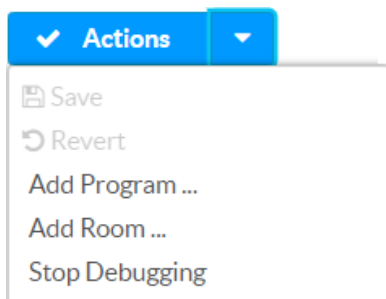 Actions
Save
Revert
Add Program ...
Add Room ...
Stop Debugging